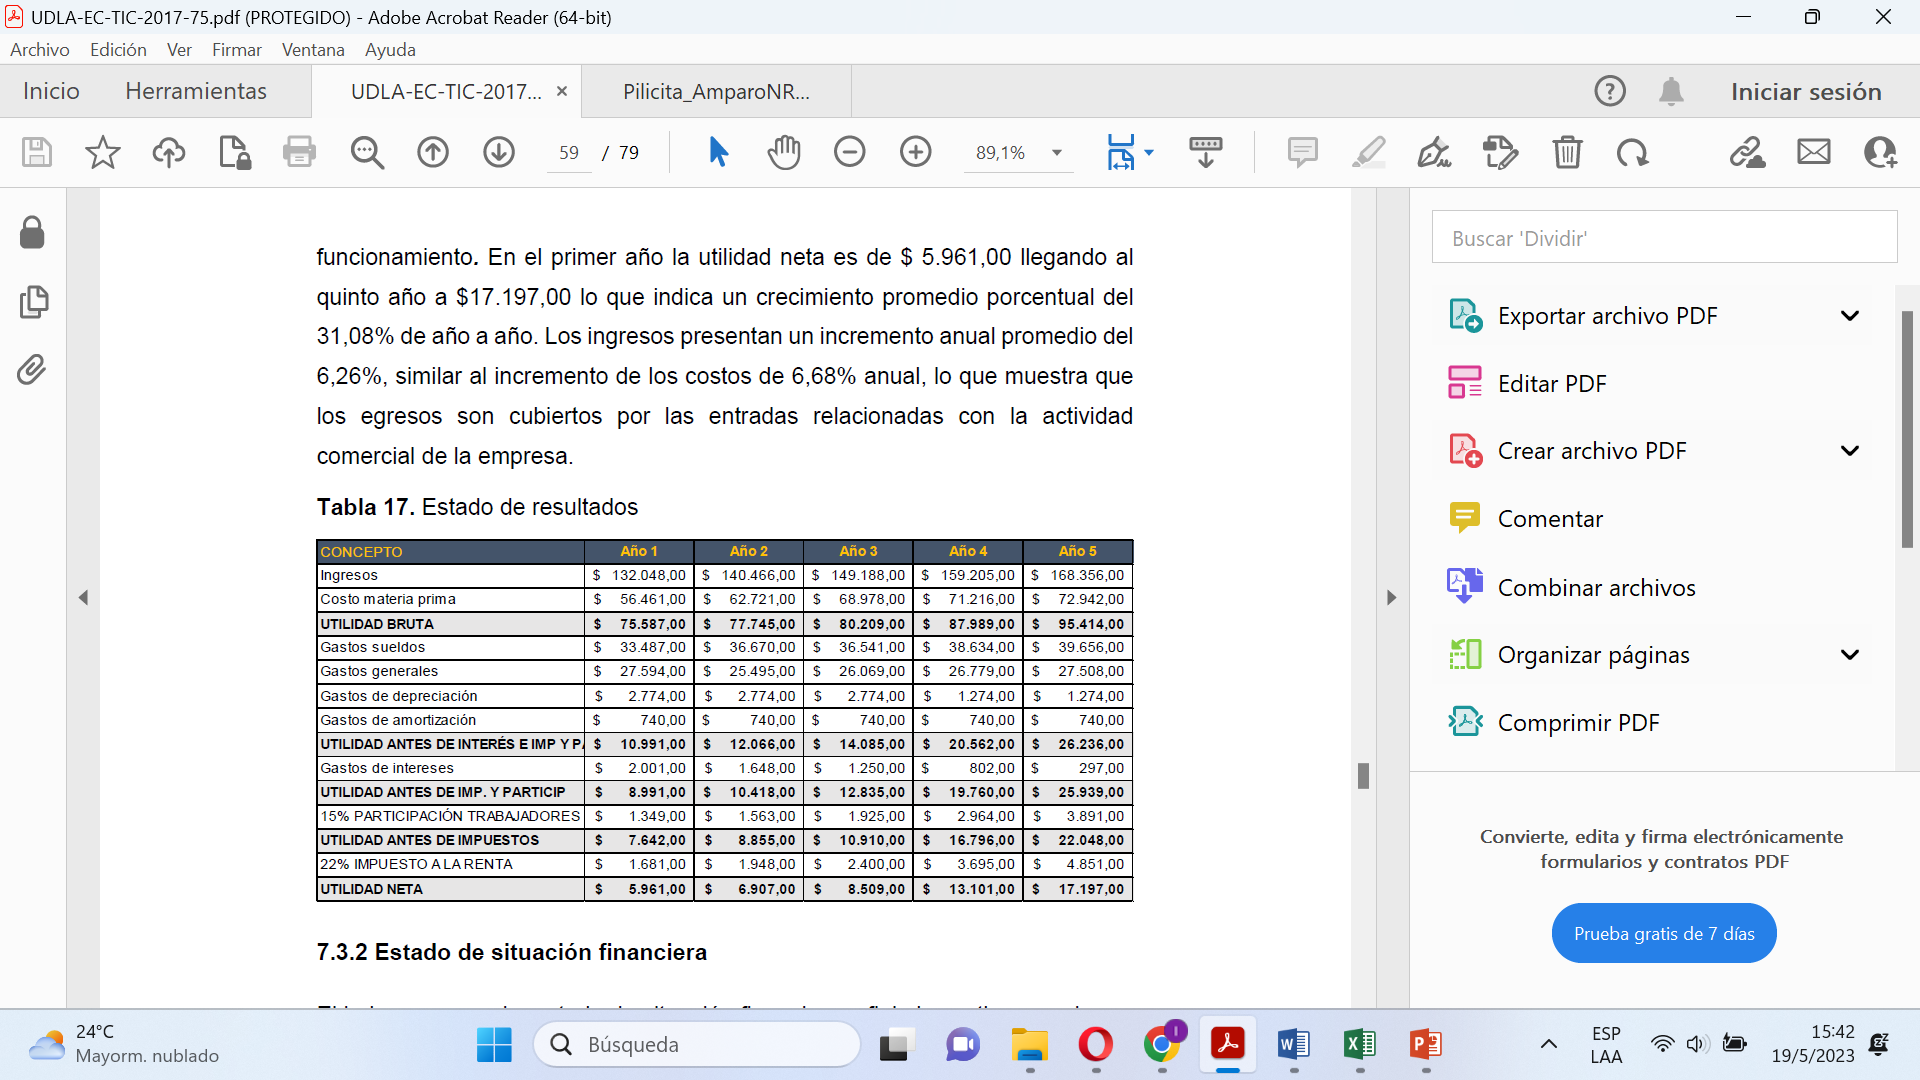 UDLA-EC-TIC-2017-75.pdf (PROTEGIDO) - Adobe Acrobat Reader (64-bit)
Archivo Edición Ver Firmar Ventana Ayuda
Inicio Herramientas UDLA-EC-TIC-2017... × Pilicita_AmparoNR... Iniciar sesión
59 / 79 89,1%
funcionamiento. En el primer año la utilidad neta es de $ 5.961,00 llegando al
quinto año a $17.197,00 lo que indica un crecimiento promedio porcentual del
31,08% de año a año. Los ingresos presentan un incremento anual promedio del
6,26%, similar al incremento de los costos de 6,68% anual, lo que muestra que
los egresos son cubiertos por las entradas relacionadas con la actividad
comercial de la empresa.
Tabla 17. Estado de resultados
CONCEPTO Año 1 Año 2 Año 3 Año 4 Año 5
Ingresos $ 132.048,00 $ 140.466,00 $ 149.188,00 $ 159.205,00 $ 168.356,00
Costo materia prima $ 56.461,00 $ 62.721,00 $ 68.978,00 $ 71.216,00 $ 72.942,00
UTILIDAD BRUTA $ 75.587,00 $ 77.745,00 $ 80.209,00 $ 87.989,00 $ 95.414,00
Gastos sueldos $ 33.487,00 $ 36.670,00 $ 36.541,00 $ 38.634,00 $ 39.656,00
Gastos generales $ 27.594,00 $ 25.495,00 $ 26.069,00 $ 26.779,00 $ 27.508,00
Gastos de depreciación $ 2.774,00 $ 2.774,00 $ 2.774,00 $ 1.274,00 $ 1.274,00
Gastos de amortización $ 740,00 $ 740,00 $ 740,00 $ 740,00 $ 740,00
UTILIDAD ANTES DE INTERÉS E IMP Y PA $ 10.991,00 $ 12.066,00 $ 14.085,00 $ 20.562,00 $ 26.236,00
Gastos de intereses $ 2.001,00 $ 1.648,00 $ 1.250,00 $ 802,00 $ 297,00
UTILIDAD ANTES DE IMP. Y PARTICIP $ 8.991,00 $ 10.418,00 $ 12.835,00 $ 19.760,00 $ 25.939,00
15% PARTICIPACIÓN TRABAJADORES $ 1.349,00 $ 1.563,00 $ 1.925,00 $ 2.964,00 $ 3.891,00
UTILIDAD ANTES DE IMPUESTOS $ 7.642,00 $ 8.855,00 $ 10.910,00 $ 16.796,00 $ 22.048,00
22% IMPUESTO A LA RENTA $ 1.681,00 $ 1.948,00 $ 2.400,00 $ 3.695,00 $ 4.851,00
UTILIDAD NETA $ 5.961,00 $ 6.907,00 $ 8.509,00 $ 13.101,00 $ 17.197,00
7.3.2 Estado de situación financiera
Buscar 'Dividir'
Exportar archivo PDF
Editar PDF
Crear archivo PDF
Comentar
Combinar archivos
Organizar páginas
Comprimir PDF
Convierte, edita y firma electrónicamente
formularios y contratos PDF
Prueba gratis de 7 días
24°C
Mayorm. nublado
Búsqueda
ESP
LAA
15:42
19/5/2023